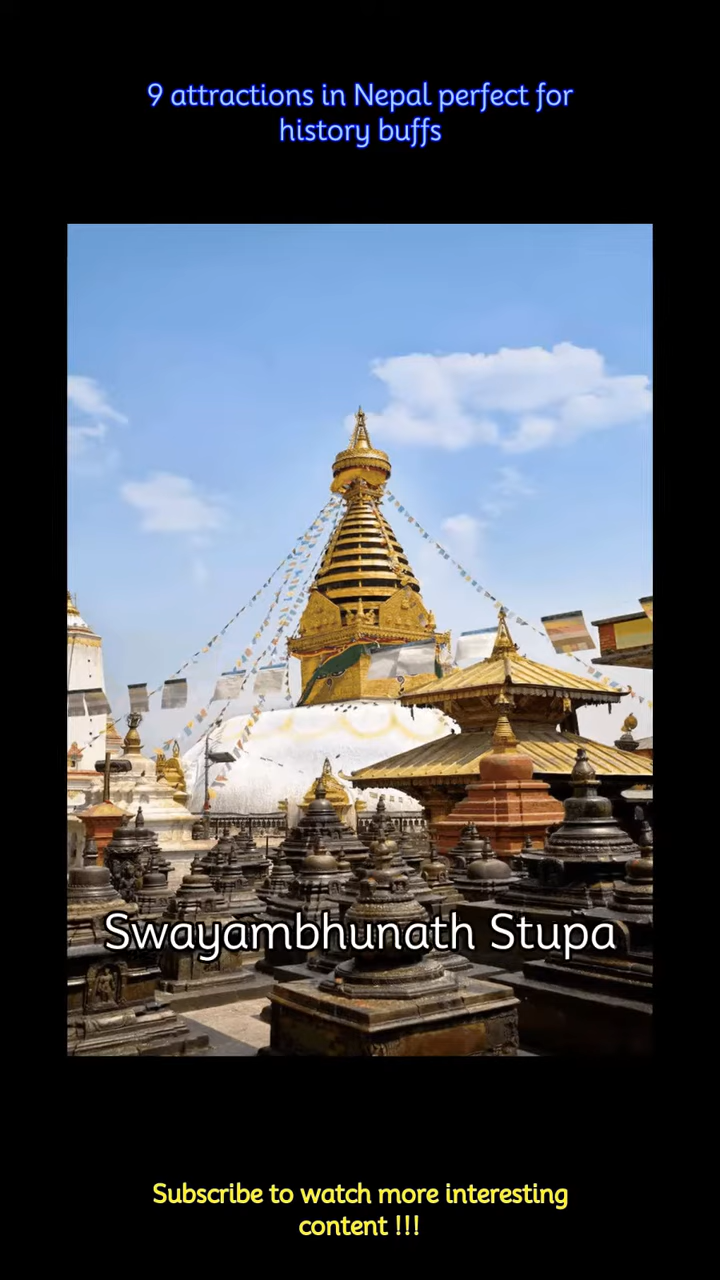 9 attractions in Nepal perfect for
history buffs
Swayambhunath Stupa
Subscribe to watch more interesting
content !!!